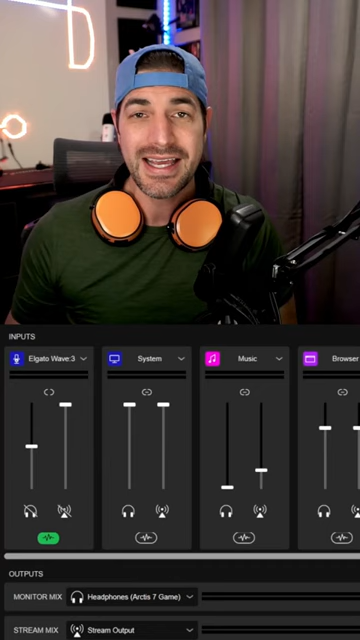 INPUTS
Elgato Wave:3 System Music Browser
OUTPUTS
MONITOR MIX Headphones (Arctis 7 Game)
STREAM MIX Stream Output